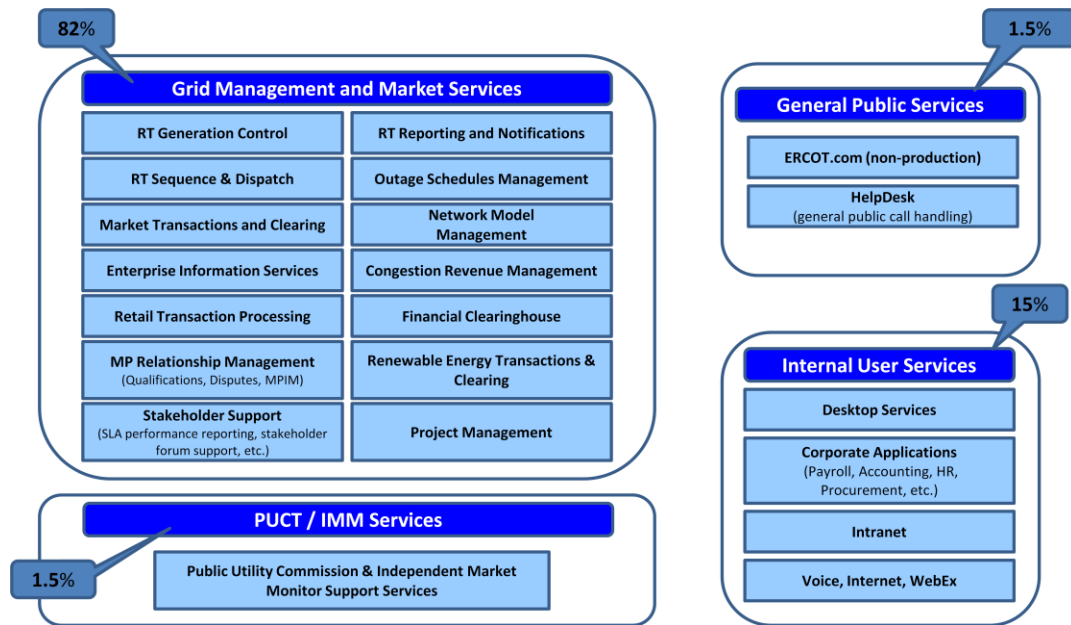 82%
Grid Management and Market Services
RT Generation Control
RT Reporting and Notifications
RT Sequence & Dispatch
Outage Schedules Management
Market Transactions and Clearing
Network Model
Management
Enterprise Information Services
Congestion Revenue Management
Retail Transaction Processing
Financial Clearinghouse
MP Relationship Management
(Qualifications, Disputes, MPIM)
Renewable Energy Transactions &
Clearing
Stakeholder Support
(SLA performance reporting, stakeholder
forum support, etc.)
Project Management
PUCT / IMM Services
1.5%
Public Utility Commission & Independent Market
Monitor Support Services
1.5%
General Public Services
ERCOT.com (non-production)
HelpDesk
(general public call handling)
15%
Internal User Services
Desktop Services
Corporate Applications
(Payroll, Accounting, HR,
Procurement, etc.)
Intranet
Voice, Internet, WebEx